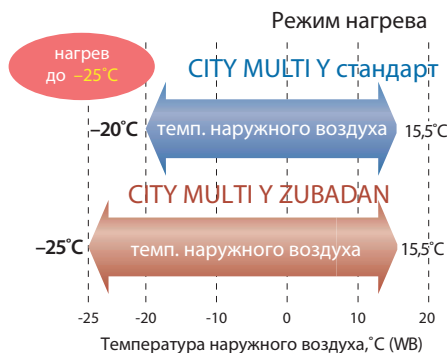 Режим нагрева
нагрев
до –25˚C
CITY MULTI Y стандарт
–20˚C темп. наружного воздуха 15,5˚C
CITY MULTI Y ZUBADAN
–25˚C темп. наружного воздуха 15,5˚C
-25 -20 -10 0 10 20
Температура наружного воздуха,˚C (WB)